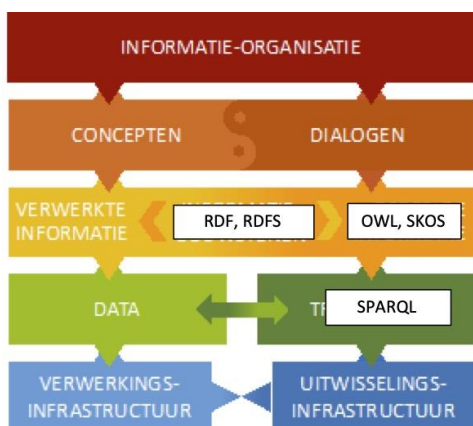 INFORMATIE-ORGANISATIE
CONCEPTEN
DIALOGEN
VERWERKTE
INFORMATIE
RDF, RDFS
OWL, SKOS
DATA
SPARQL
VERWERKINGS-
INFRASTRUCTUUR
UITWISSELINGS-
INFRASTRUCTUUR